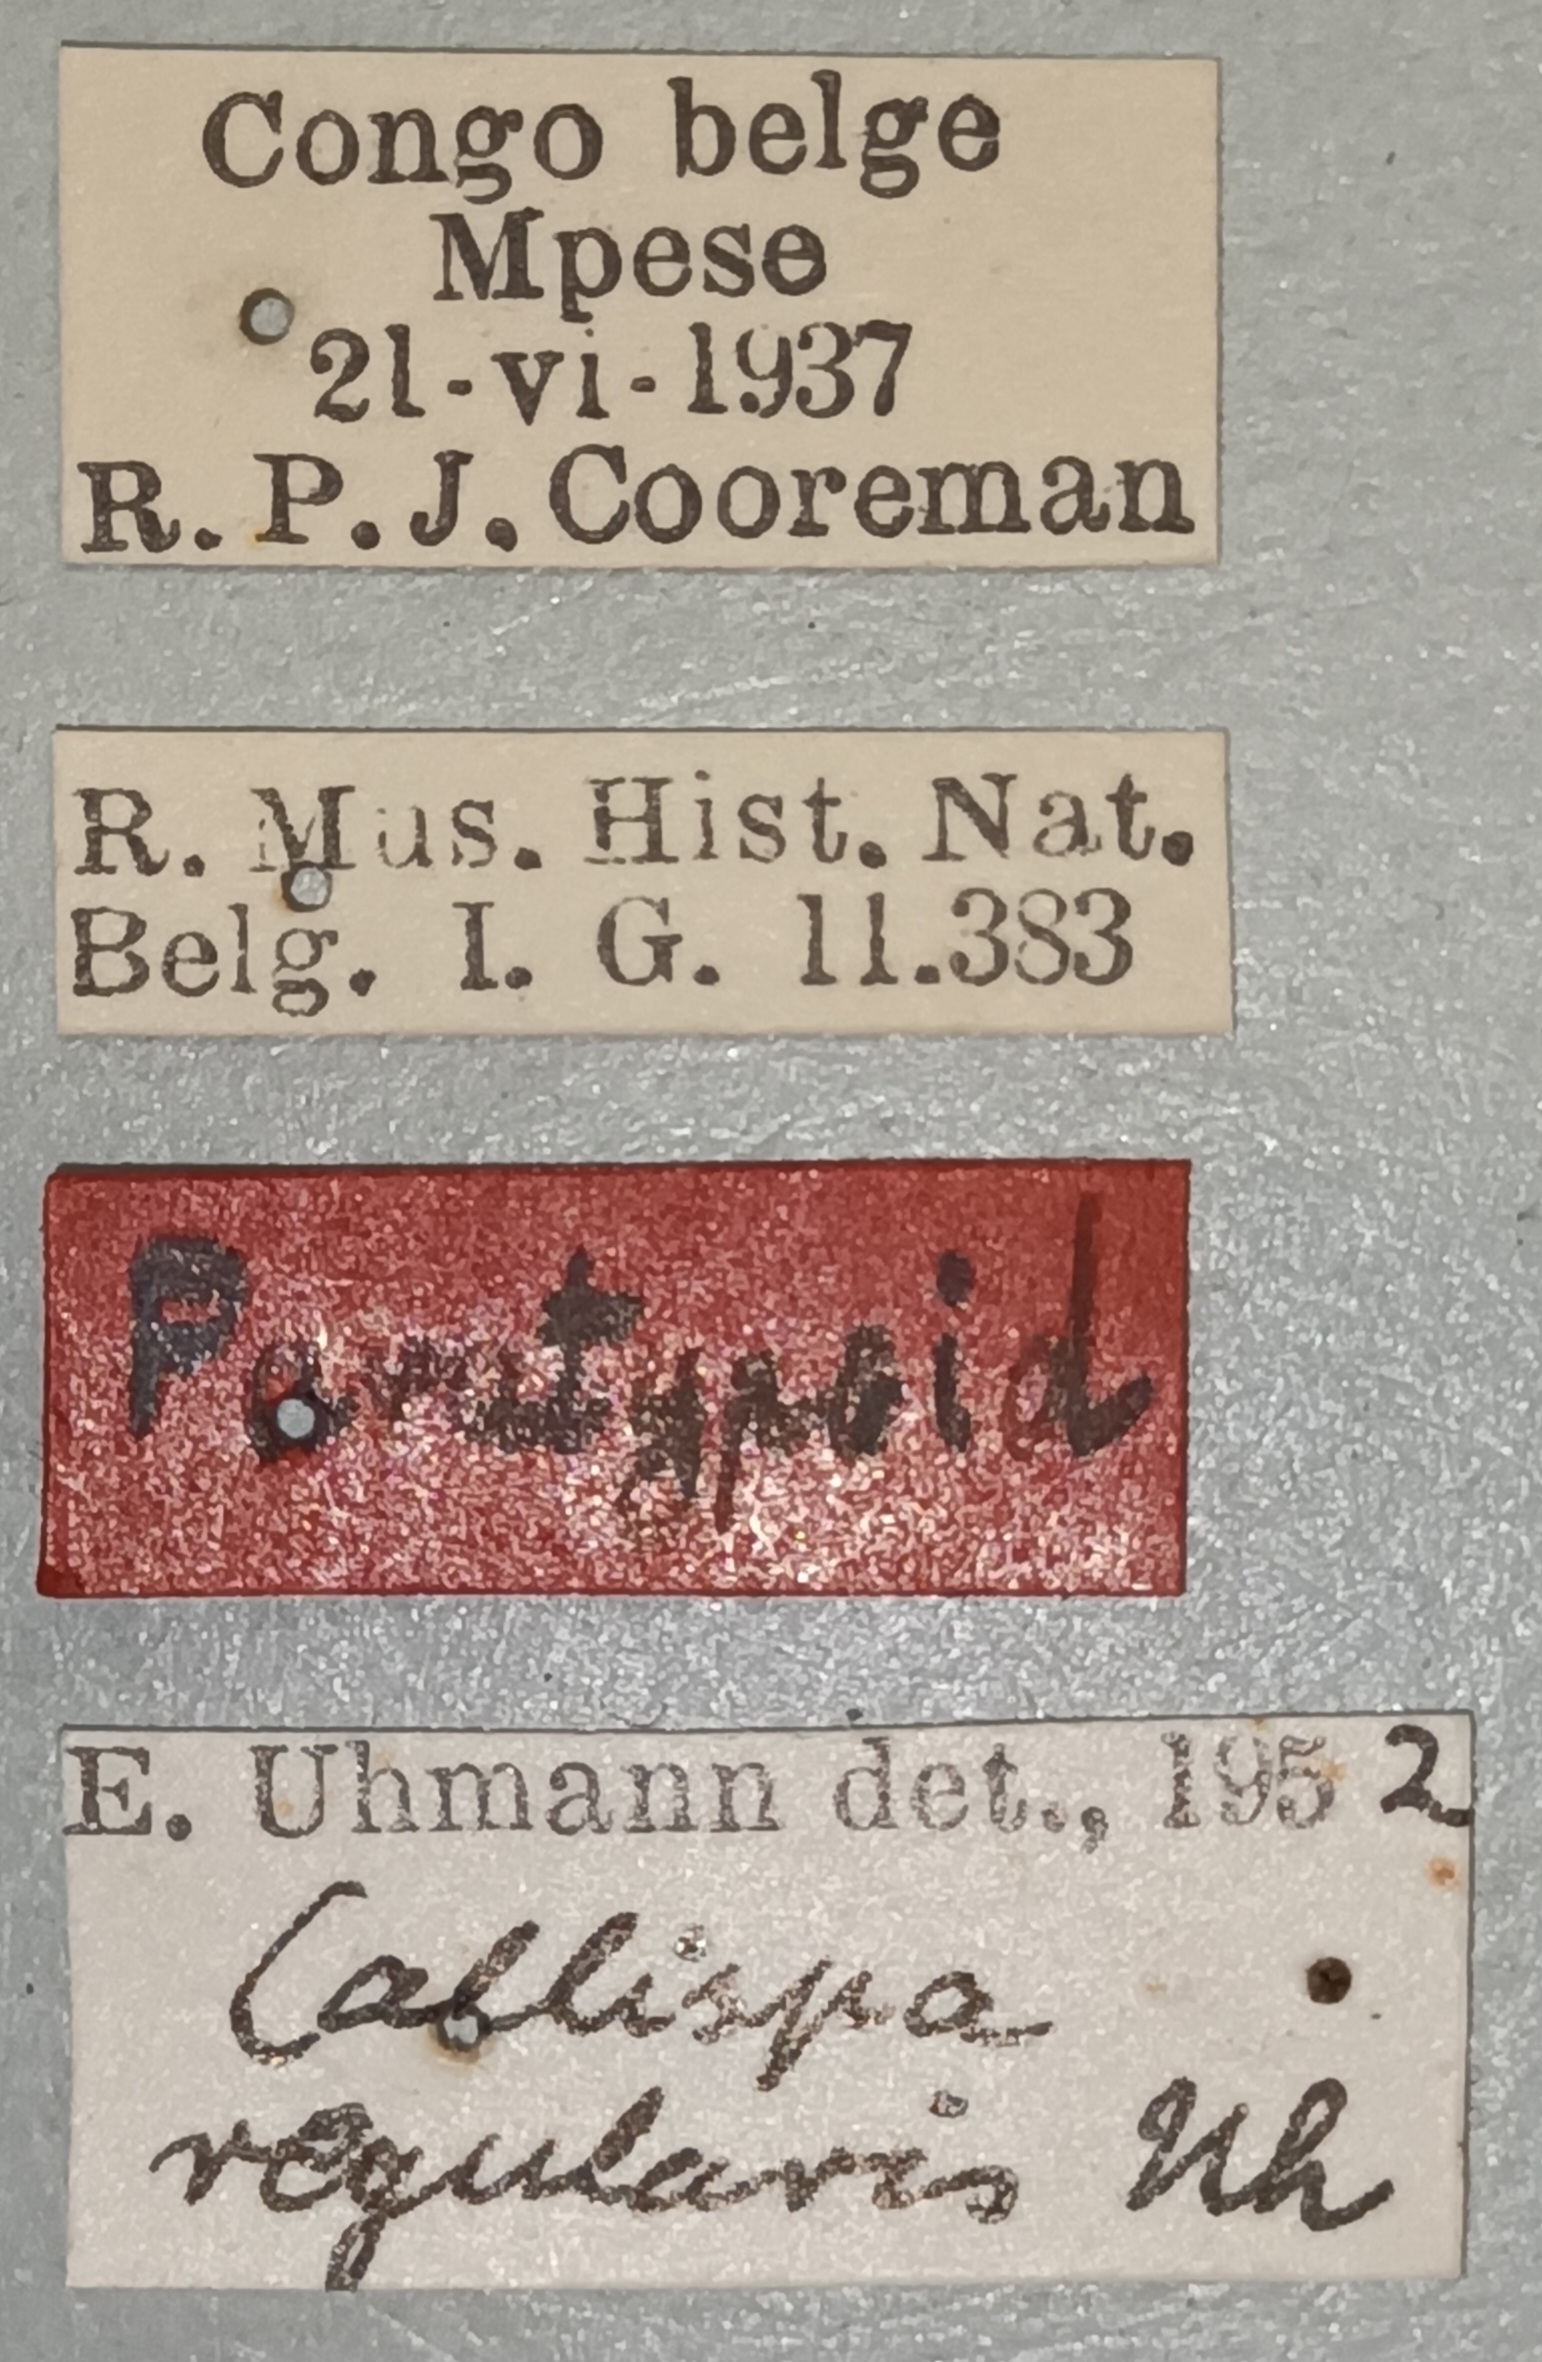 Congo belge
Mpese
21-vi-1937
R. P. J. Cooreman
R. Mus. Hist. Nat.
Belg. I. G. 11.383
Paratypoid
E. Uhmann det., 1952
Callispa
regularis Uh